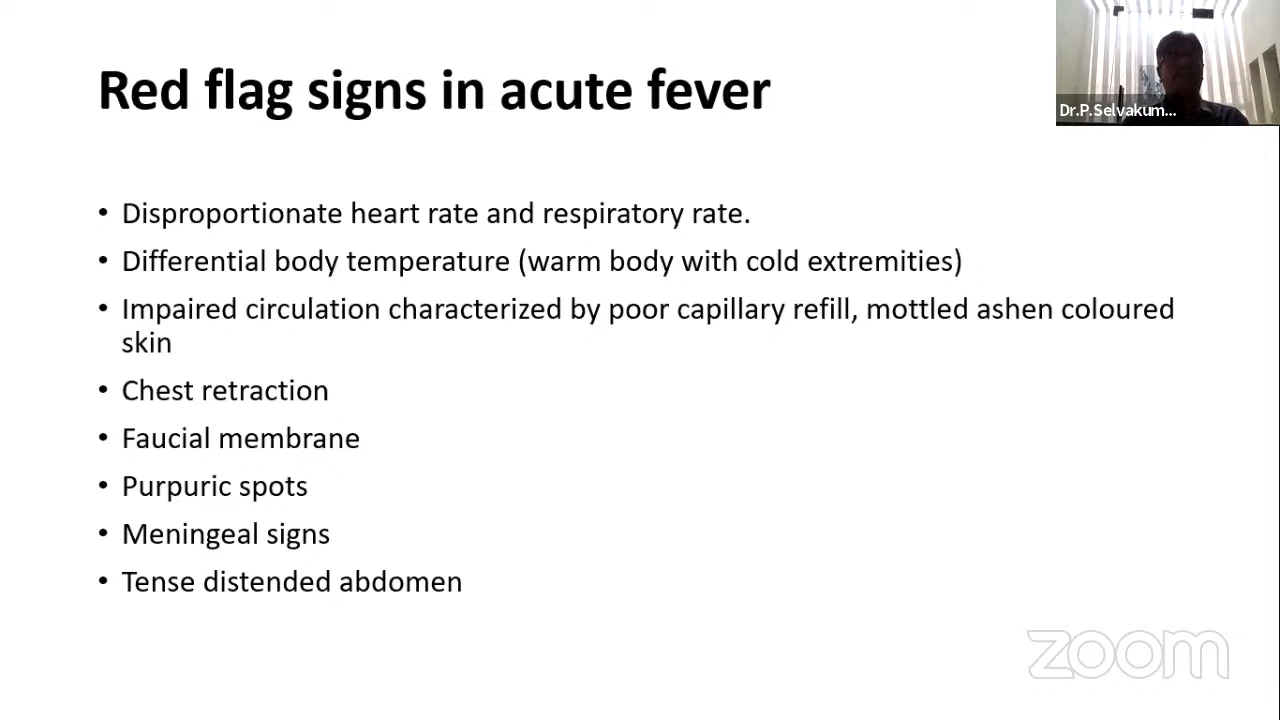 Red flag signs in acute fever
Dr.P.Selvakum...
• Disproportionate heart rate and respiratory rate.
• Differential body temperature (warm body with cold extremities)
• Impaired circulation characterized by poor capillary refill, mottled ashen coloured
skin
• Chest retraction
• Faucial membrane
• Purpuric spots
• Meningeal signs
• Tense distended abdomen
zoom